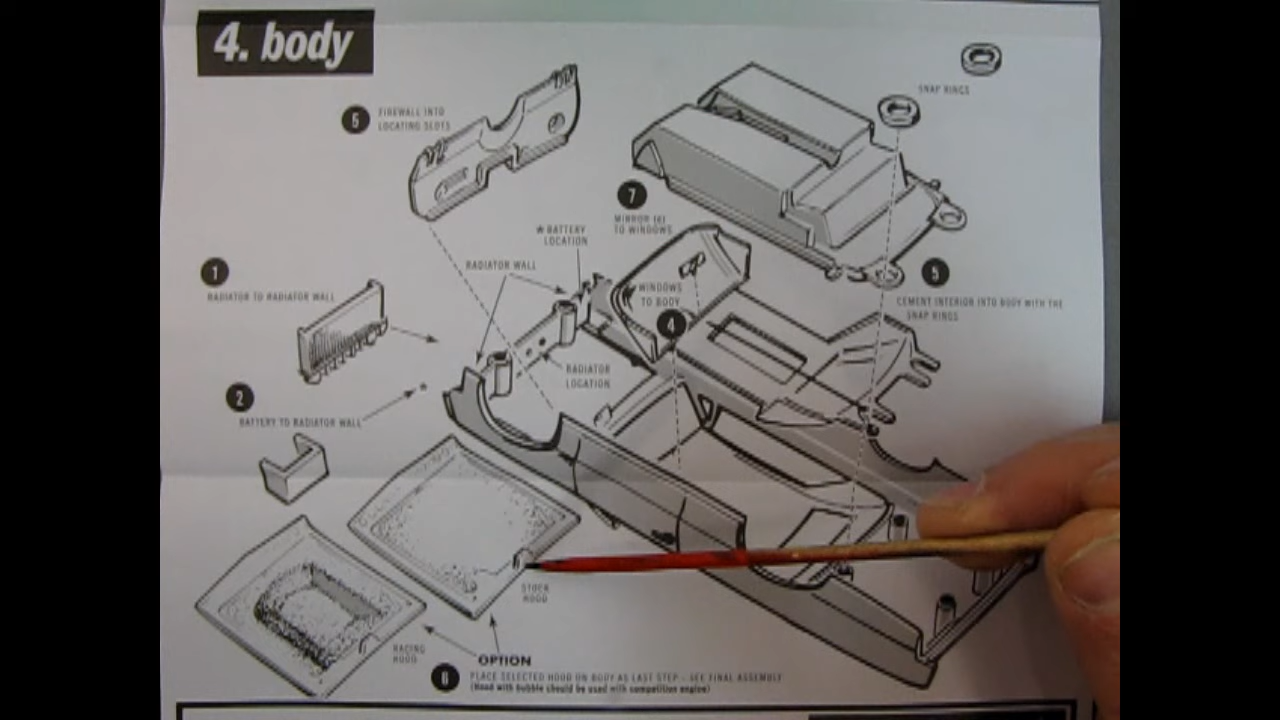 4. body
SNAP RINGS
5
FIREWALL INTO
LOCATING SLOTS
7
MIRROR (6)
TO WINDOWS
★ BATTERY
LOCATION
RADIATOR WALL
1
RADIATOR TO RADIATOR WALL
WINDOWS
TO BODY
4
5
CEMENT INTERIOR INTO BODY WITH THE
SNAP RINGS
RADIATOR
LOCATION
2
BATTERY TO RADIATOR WALL
STOCK
HOOD
RACING
HOOD
OPTION
6
PLACE SELECTED HOOD ON BODY AS LAST STEP - SEE FINAL ASSEMBLY
(Hood with bubble should be used with competition engine)